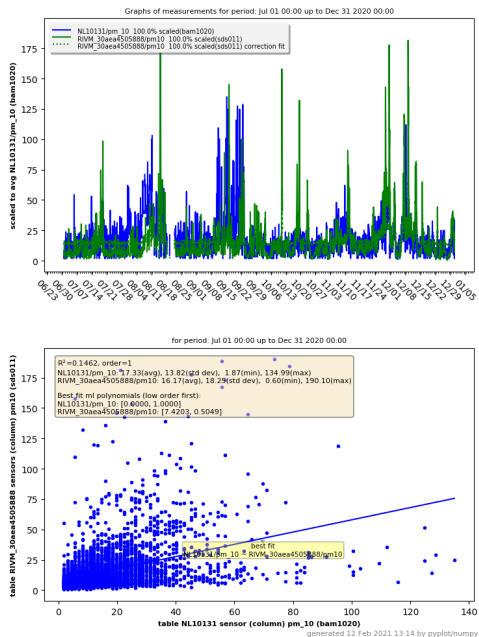 Graphs of measurements for period: Jul 01 00:00 up to Dec 31 2020 00:00
NL10131/pm_10 100.0% scaled(bam1020)
RIVM_30aea4505888/pm10 100.0% scaled(sds011)
RIVM_30aea4505888/pm10 100.0% scaled(sds011) correction fit
scaled to avg NL10131/pm_10 (bam1020)
175
150
125
100
75
50
25
0
06/23 06/30 07/07 07/14 07/21 07/28 08/04 08/11 08/18 08/25 09/01 09/08 09/15 09/22 09/29 10/06 10/13 10/20 10/27 11/03 11/10 11/17 11/24 12/01 12/08 12/15 12/22 12/29 01/05
for period: Jul 01 00:00 up to Dec 31 2020 00:00
R²=0.1462, order=1
NL10131/pm_10: 17.33(avg), 13.82(std dev), 1.87(min), 134.99(max)
RIVM_30aea4505888/pm10: 16.17(avg), 18.29(std dev), 0.60(min), 190.10(max)
Best fit ml polynomials (low order first):
NL10131/pm_10: [0.0000, 1.0000]
RIVM_30aea4505888/pm10: [7.4203, 0.5049]
best fit
NL10131/pm_10 — RIVM_30aea4505888/pm10
table RIVM_30aea4505888 sensors (column) pm10 (sds011)
175
150
125
100
75
50
25
0
0 20 40 60 80 100 120 140
table NL10131 sensor (column) pm_10 (bam1020)
generated 12 Feb 2021 13:14 by pyplot/numpy